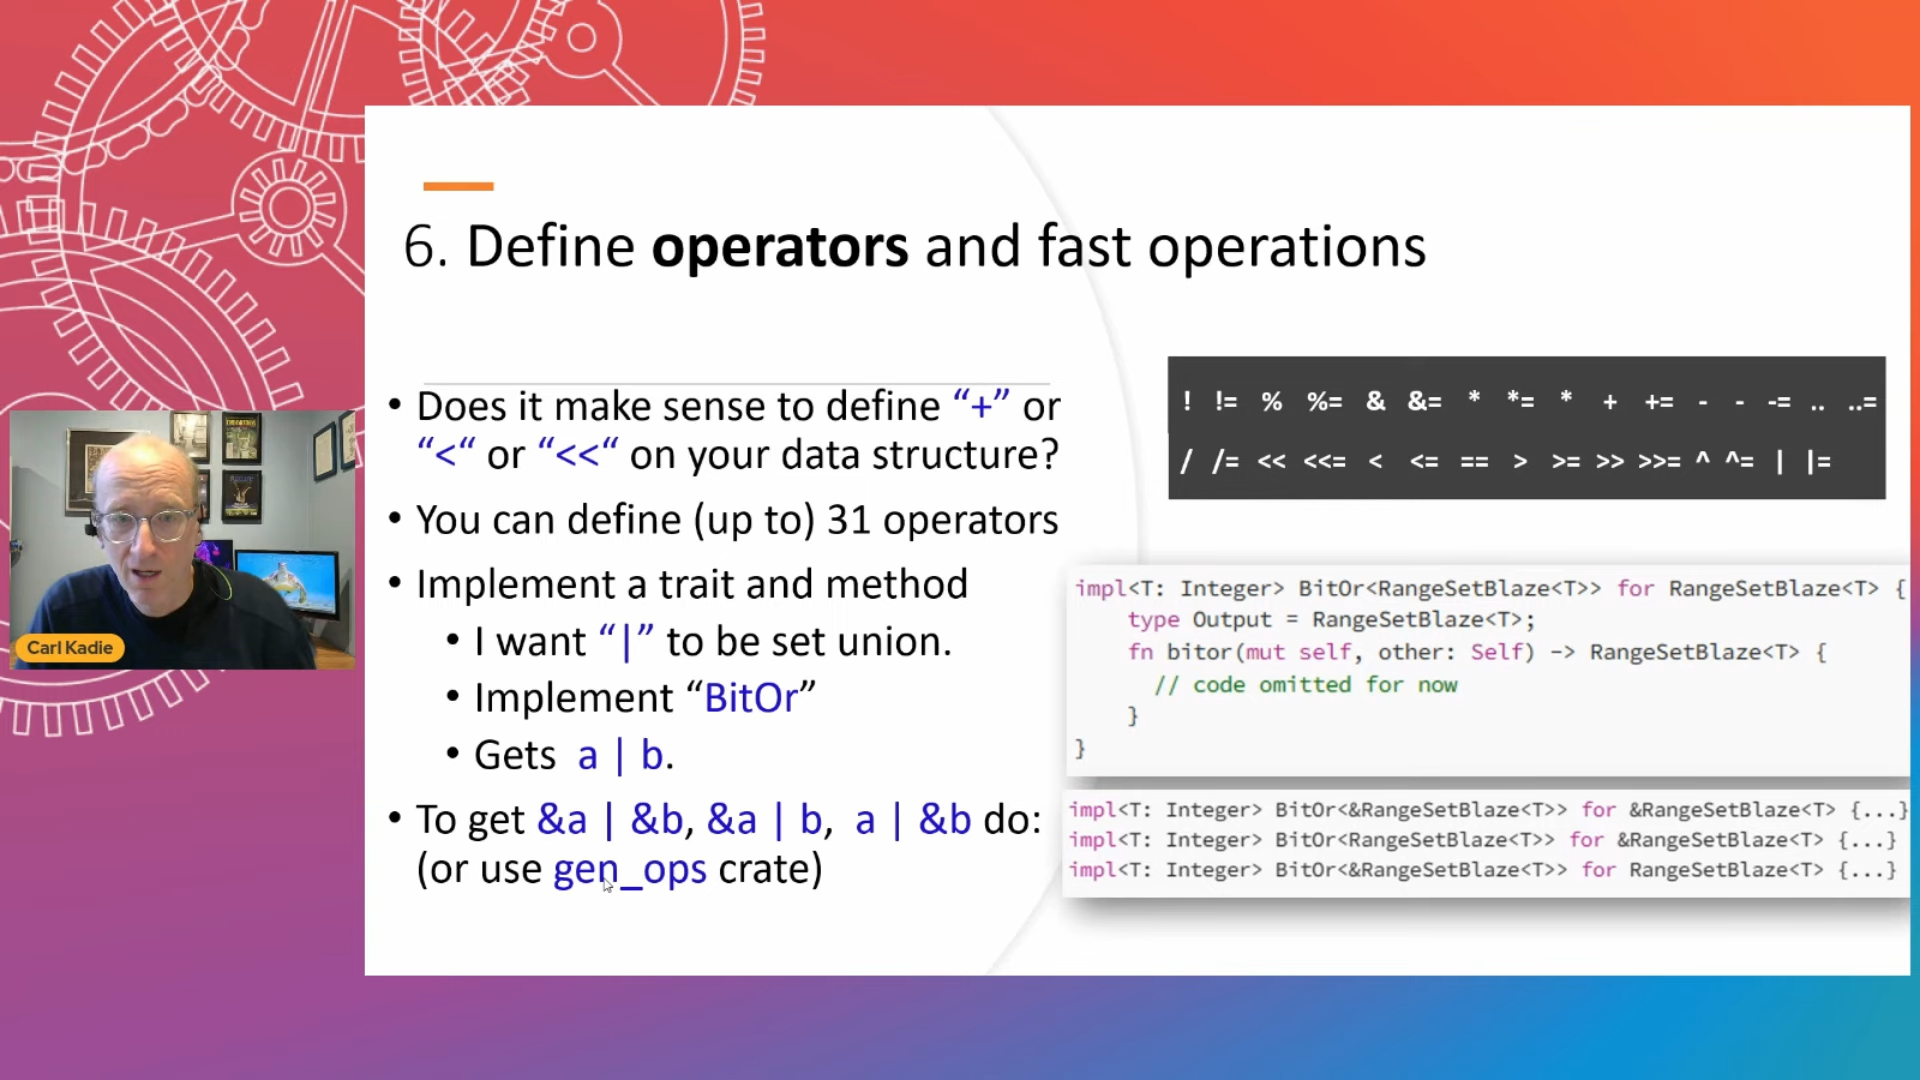 6. Define operators and fast operations
• Does it make sense to define “+” or
“<“ or “<<“ on your data structure?
• You can define (up to) 31 operators
• Implement a trait and method
• I want “|” to be set union.
• Implement “BitOr”
• Gets a | b.
• To get &a | &b, &a | b, a | &b do:
(or use gen_ops crate)
! != % %= & &= * *= * + += - - -= .. ..=
/ /= << <<= < <= == > >= >> >>= ^ ^= | |=
impl<T: Integer> BitOr<RangeSetBlaze<T>> for RangeSetBlaze<T> {
type Output = RangeSetBlaze<T>;
fn bitor(mut self, other: Self) -> RangeSetBlaze<T> {
// code omitted for now
}
}
impl<T: Integer> BitOr<&RangeSetBlaze<T>> for &RangeSetBlaze<T> {...}
impl<T: Integer> BitOr<RangeSetBlaze<T>> for &RangeSetBlaze<T> {...}
impl<T: Integer> BitOr<&RangeSetBlaze<T>> for RangeSetBlaze<T> {...}
Carl Kadie